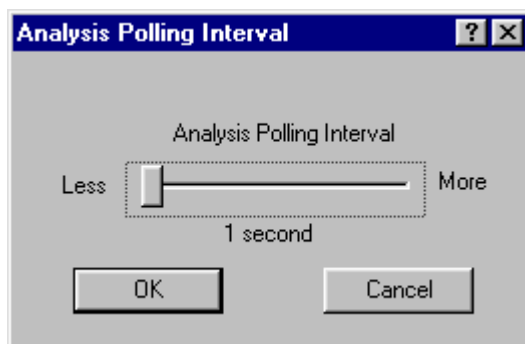 Analysis Polling Interval ? ×
Analysis Polling Interval
Less More
1 second
OK Cancel